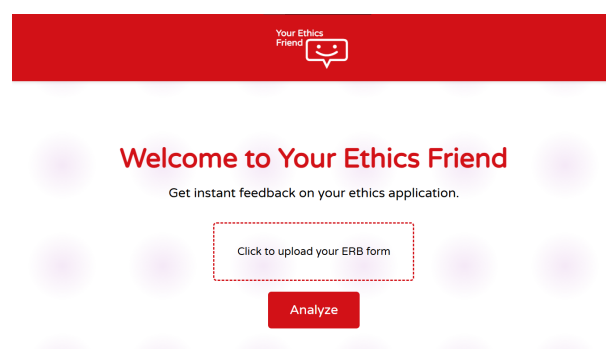 Your Ethics
Friend
Welcome to Your Ethics Friend
Get instant feedback on your ethics application.
Click to upload your ERB form
Analyze